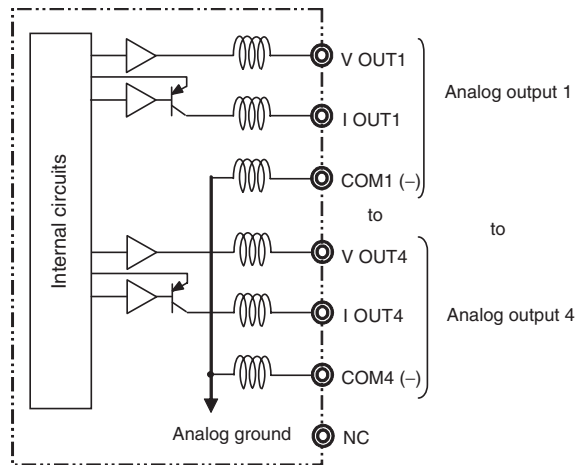 Internal circuits
V OUT1
I OUT1
COM1 (−)
Analog output 1
to
to
V OUT4
I OUT4
COM4 (−)
Analog output 4
Analog ground
NC